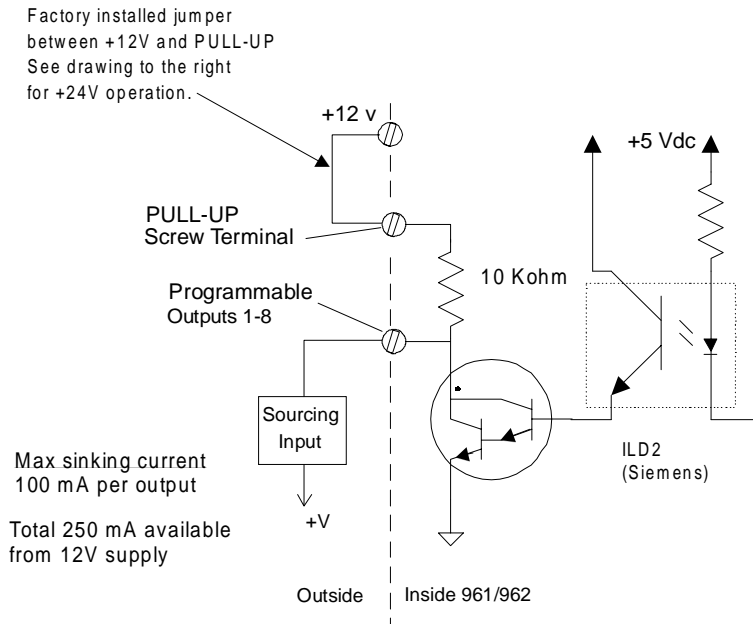 Factory installed jumper
between +12V and PULL-UP
See drawing to the right
for +24V operation.
+12 v
+5 Vdc
PULL-UP
Screw Terminal
10 Kohm
Programmable
Outputs 1-8
Sourcing
Input
ILD2
(Siemens)
Max sinking current
100 mA per output
+V
Total 250 mA available
from 12V supply
Outside
Inside 961/962